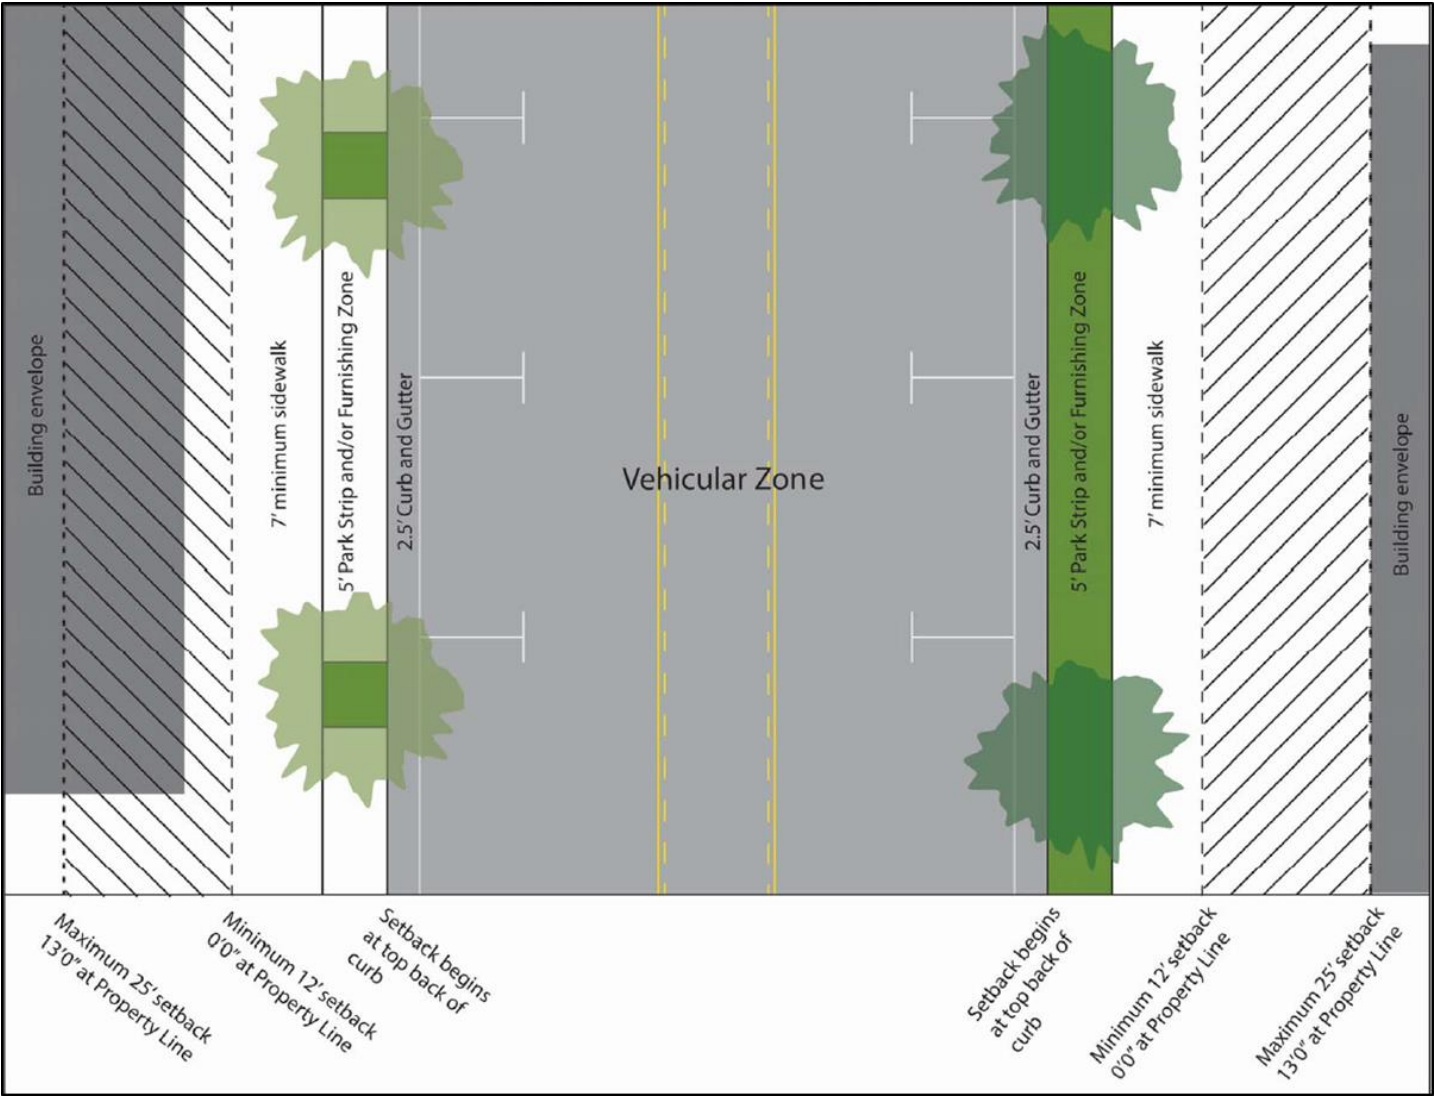 Building envelope
7' minimum sidewalk
5' Park Strip and/or Furnishing Zone
2.5' Curb and Gutter
Vehicular Zone
2.5' Curb and Gutter
5' Park Strip and/or Furnishing Zone
7' minimum sidewalk
Building envelope
Maximum 25' setback
13'0" at Property Line
Minimum 12' setback
0'0" at Property Line
Setback begins
at top back of
curb
Setback begins
at top back of
curb
Minimum 12' setback
0'0" at Property Line
Maximum 25' setback
13'0" at Property Line